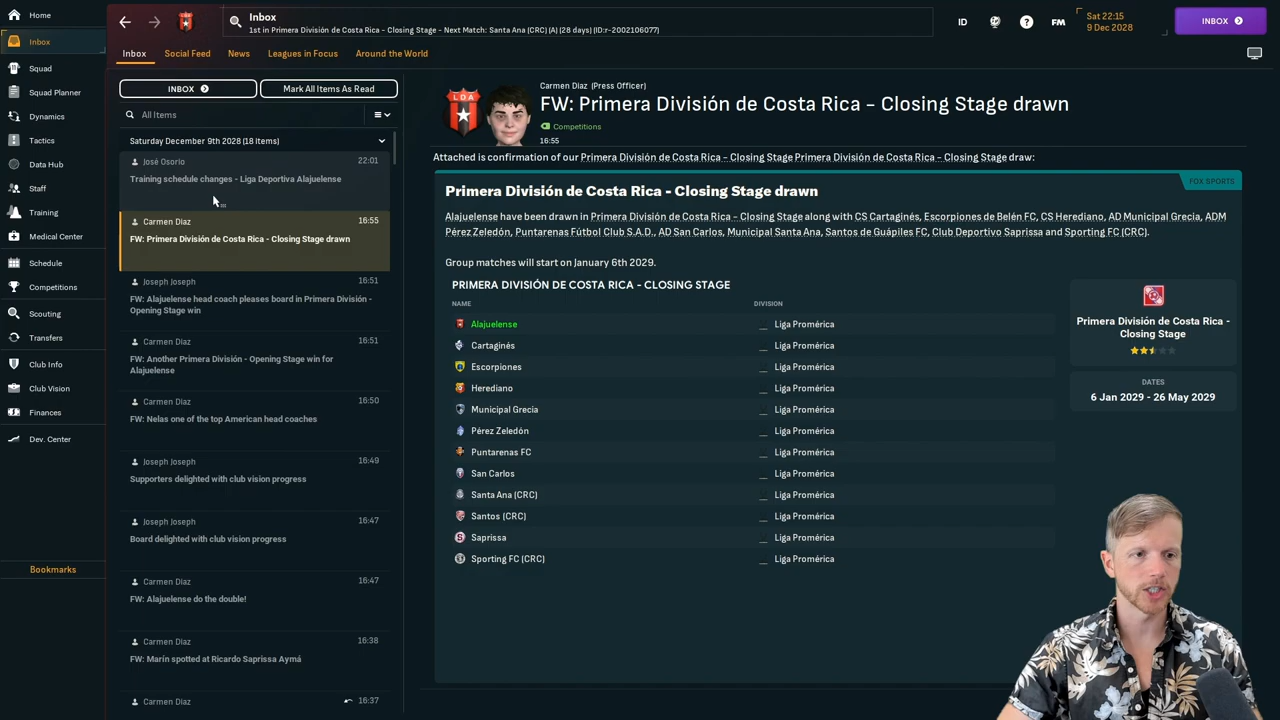 Home
Inbox
Squad
Squad Planner
Dynamics
Tactics
Data Hub
Staff
Training
Medical Center
Schedule
Competitions
Scouting
Transfers
Club Info
Club Vision
Finances
Dev. Center
Bookmarks
Inbox
1st in Primera División de Costa Rica - Closing Stage - Next Match: Santa Ana (CRC) (A) (28 days) (ID:r-2002106077)
ID
?
FM
Sat 22:15
9 Dec 2028
INBOX
Inbox
Social Feed
News
Leagues in Focus
Around the World
INBOX
Mark All Items As Read
All Items
Saturday December 9th 2028 (18 items)
José Osorio 22:01
Training schedule changes - Liga Deportiva Alajuelense
Carmen Diaz 16:55
FW: Primera División de Costa Rica - Closing Stage drawn
Joseph Joseph 16:51
FW: Alajuelense head coach pleases board in Primera División -
Opening Stage win
Carmen Diaz 16:51
FW: Another Primera División - Opening Stage win for
Alajuelense
Carmen Diaz 16:50
FW: Nelas one of the top American head coaches
Joseph Joseph 16:49
Supporters delighted with club vision progress
Joseph Joseph 16:47
Board delighted with club vision progress
Carmen Diaz 16:47
FW: Alajuelense do the double!
Carmen Diaz 16:38
FW: Marín spotted at Ricardo Saprissa Aymá
Carmen Diaz 16:37
LDA
Carmen Diaz (Press Officer)
FW: Primera División de Costa Rica - Closing Stage drawn
Competitions
16:55
Attached is confirmation of our Primera División de Costa Rica - Closing Stage Primera División de Costa Rica - Closing Stage draw:
FOX SPORTS
Primera División de Costa Rica - Closing Stage drawn
Alajuelense have been drawn in Primera División de Costa Rica - Closing Stage along with CS Cartaginés, Escorpiones de Belén FC, CS Herediano, AD Municipal Grecia, ADM
Pérez Zeledón, Puntarenas Fútbol Club S.A.D., AD San Carlos, Municipal Santa Ana, Santos de Guápiles FC, Club Deportivo Saprissa and Sporting FC (CRC).
Group matches will start on January 6th 2029.
PRIMERA DIVISIÓN DE COSTA RICA - CLOSING STAGE
NAME DIVISION
Alajuelense Liga Promérica
Cartaginés Liga Promérica
Escorpiones Liga Promérica
Herediano Liga Promérica
Municipal Grecia Liga Promérica
Pérez Zeledón Liga Promérica
Puntarenas FC Liga Promérica
San Carlos Liga Promérica
Santa Ana (CRC) Liga Promérica
Santos (CRC) Liga Promérica
Saprissa Liga Promérica
Sporting FC (CRC) Liga Promérica
Primera División de Costa Rica -
Closing Stage
DATES
6 Jan 2029 - 26 May 2029